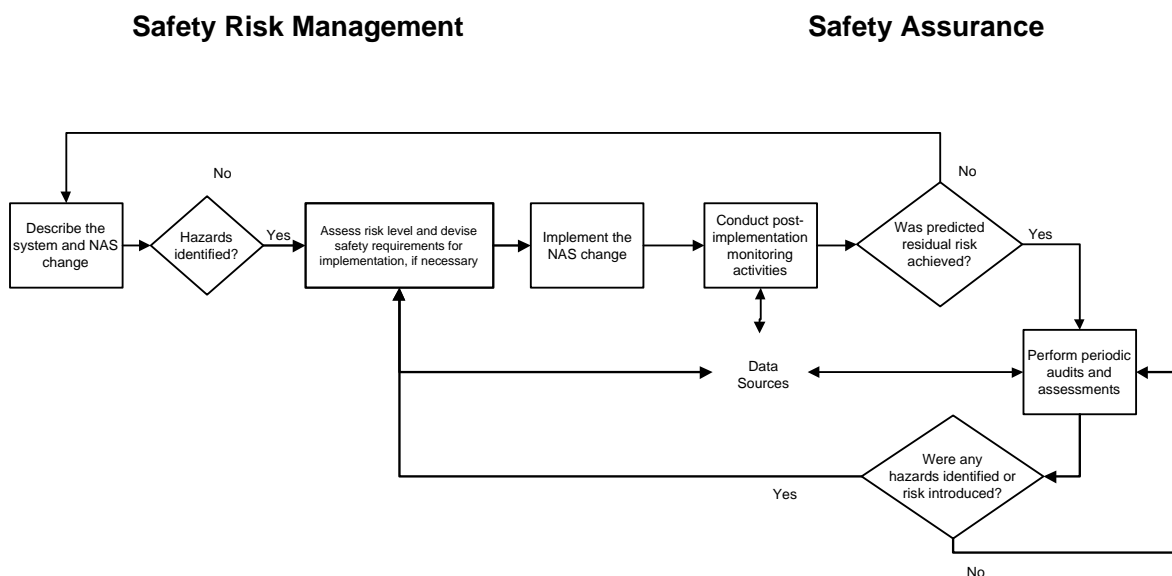 Safety Risk Management
Safety Assurance
No
No
Describe the
system and NAS
change
Hazards
identified?
Yes
Assess risk level and devise
safety requirements for
implementation, if necessary
Implement the
NAS change
Conduct post-
implementation
monitoring
activities
Was predicted
residual risk
achieved?
Yes
Data
Sources
Perform periodic
audits and
assessments
Were any
hazards identified or
risk introduced?
Yes
No